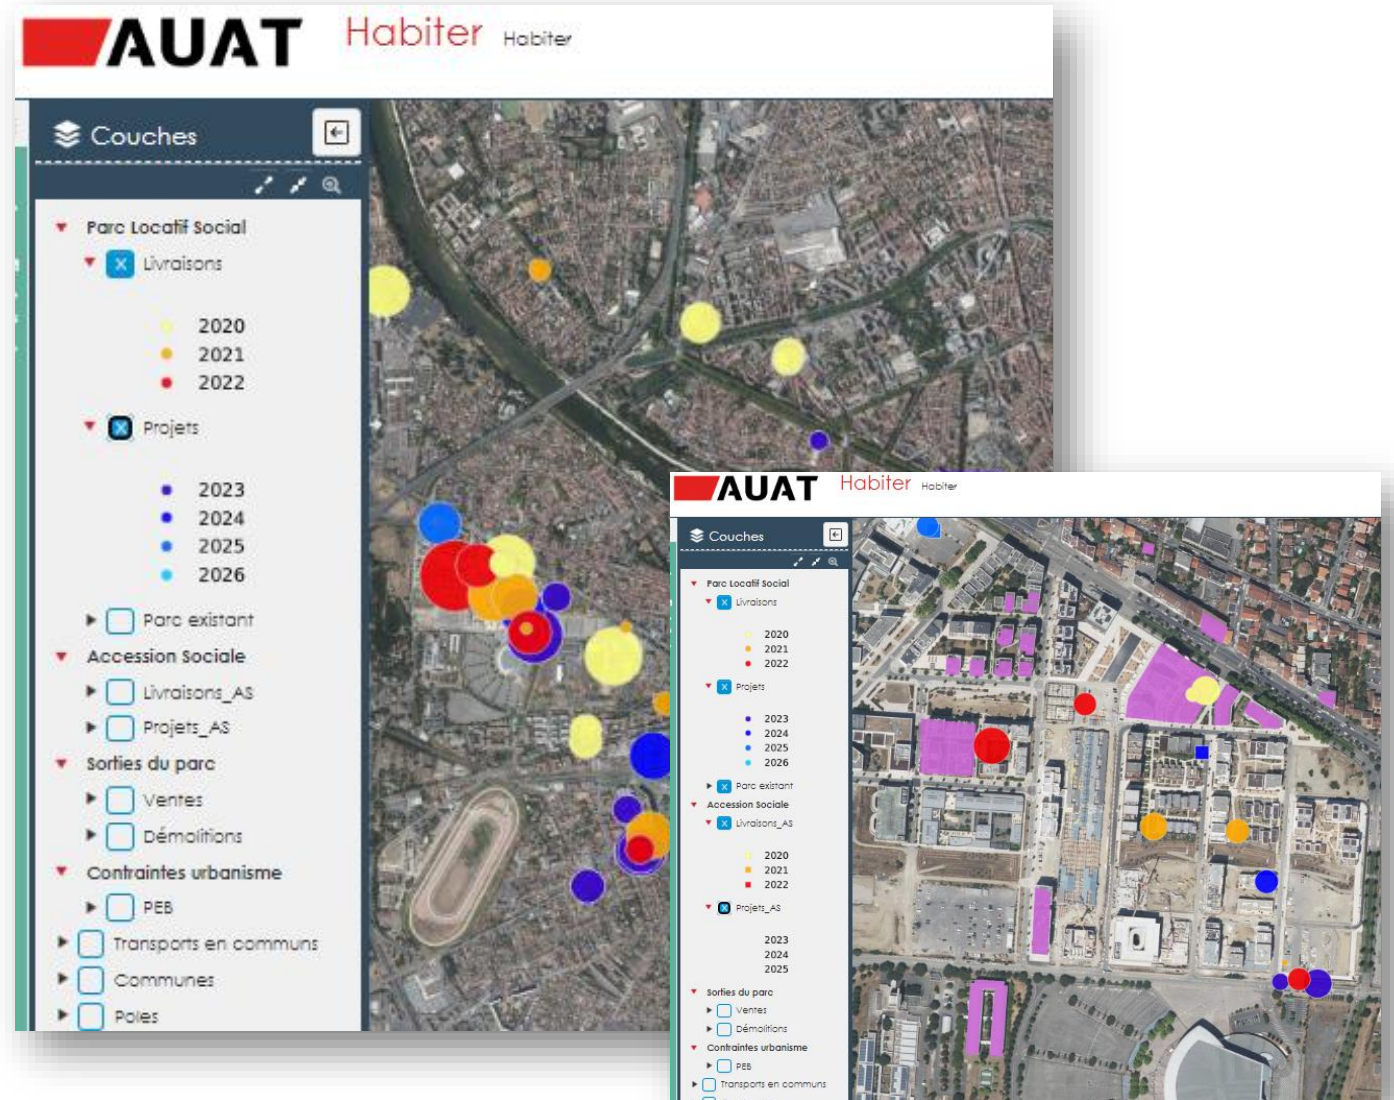 AUAT Habiter Habiter
Couches
Parc Locatif Social
Livraisons
2020
2021
2022
Projets
2023
2024
2025
2026
Parc existant
Accession Sociale
Livraisons_AS
Projets_AS
Sorties du parc
Ventes
Démolitions
Contraintes urbanisme
PEB
Transports en communs
Communes
Poles
AUAT Habiter Habiter
Couches
Parc Locatif Social
Livraisons
2020
2021
2022
Projets
2023
2024
2025
2026
Parc existant
Accession Sociale
Livraisons_AS
2020
2021
2022
Projets_AS
2023
2024
2025
Sorties du parc
Ventes
Démolitions
Contraintes urbanisme
PEB
Transports en communs